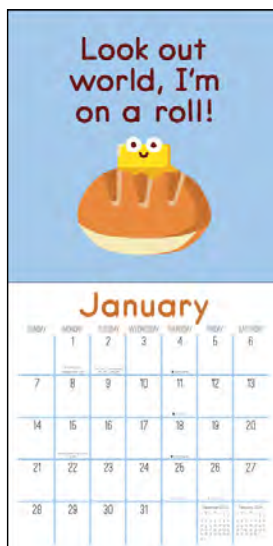 Look out
world, I'm
on a roll!
January
SUNDAY MONDAY TUESDAY WEDNESDAY THURSDAY FRIDAY SATURDAY
1 2 3 4 5 6
7 8 9 10 11 12 13
14 15 16 17 18 19 20
21 22 23 24 25 26 27
28 29 30 31